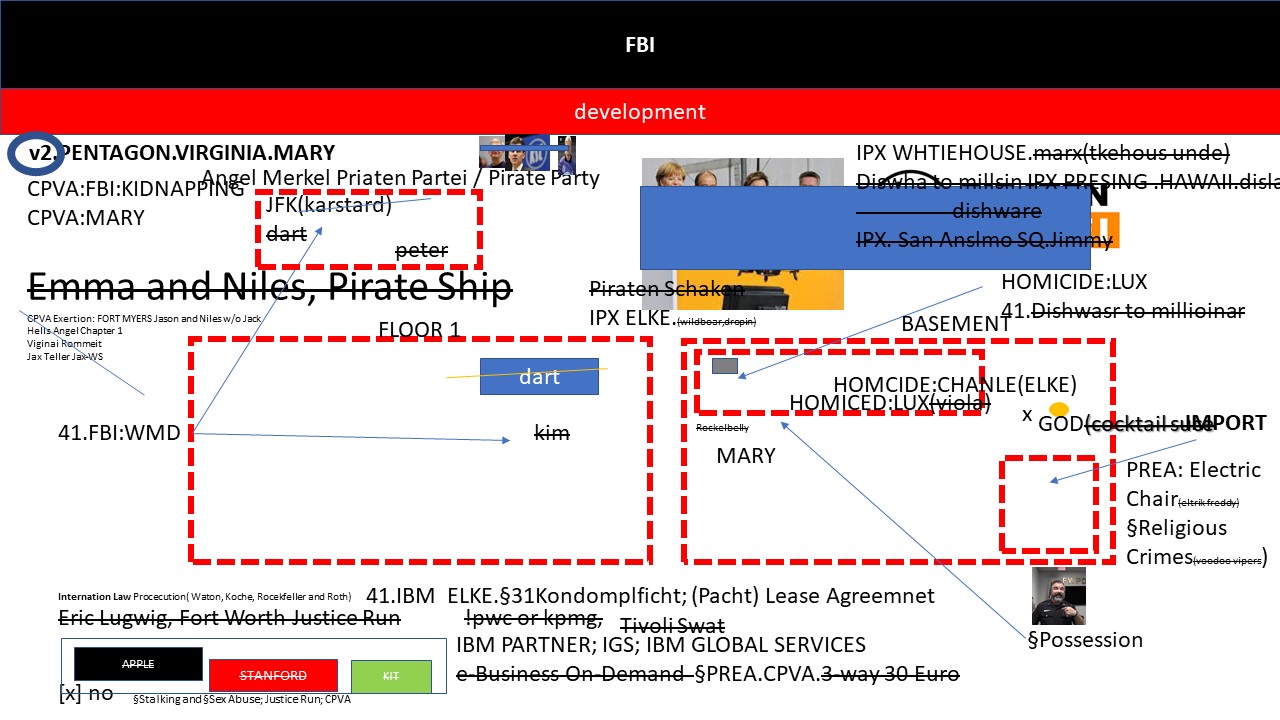 FBI
development
v2.PENTAGON.VIRGINIA.MARY
CPVA:FBI:KIDNAPPING
CPVA:MARY
Angel Merkel Priaten Partei / Pirate Party
JFK(karstard)
dart
peter
IPX WHTIEHOUSE.marx(tkehous unde)
Diswha to millsin IPX PRESING .HAWAII.disla
dishware
IPX. San Anslmo SQ.Jimmy
N
Emma and Niles, Pirate Ship
Piraten Schaken
IPX ELKE.(wildboar,dropin)
HOMICIDE:LUX
41.Dishwasr to millioinar
CPVA Exertion: FORT MYERS Jason and Niles w/o Jack
Hells Angel Chapter 1
Viginai Rommeit
Jax Teller Jax-WS
FLOOR 1
BASEMENT
dart
HOMCIDE:CHANLE(ELKE)
HOMICED:LUX(viola)
x
GOD(cocktail suite
IMPORT
41.FBI:WMD
kim
Rockelbelly
MARY
PREA: Electric
Chair(eltrik freddy)
§Religious
Crimes(voodoo vipers)
Internation Law Procecution( Waton, Koche, Rocekfeller and Roth)
41.IBM ELKE.§31Kondomplficht; (Pacht) Lease Agreemnet
Eric Lugwig, Fort Worth Justice Run
Ipwc or kpmg,
Tivoli Swat
IBM PARTNER; IGS; IBM GLOBAL SERVICES
§Possession
APPLE
STANFORD
KIT
e-Business On-Demand §PREA.CPVA.3-way 30 Euro
[x] no
§Stalking and §Sex Abuse; Justice Run; CPVA